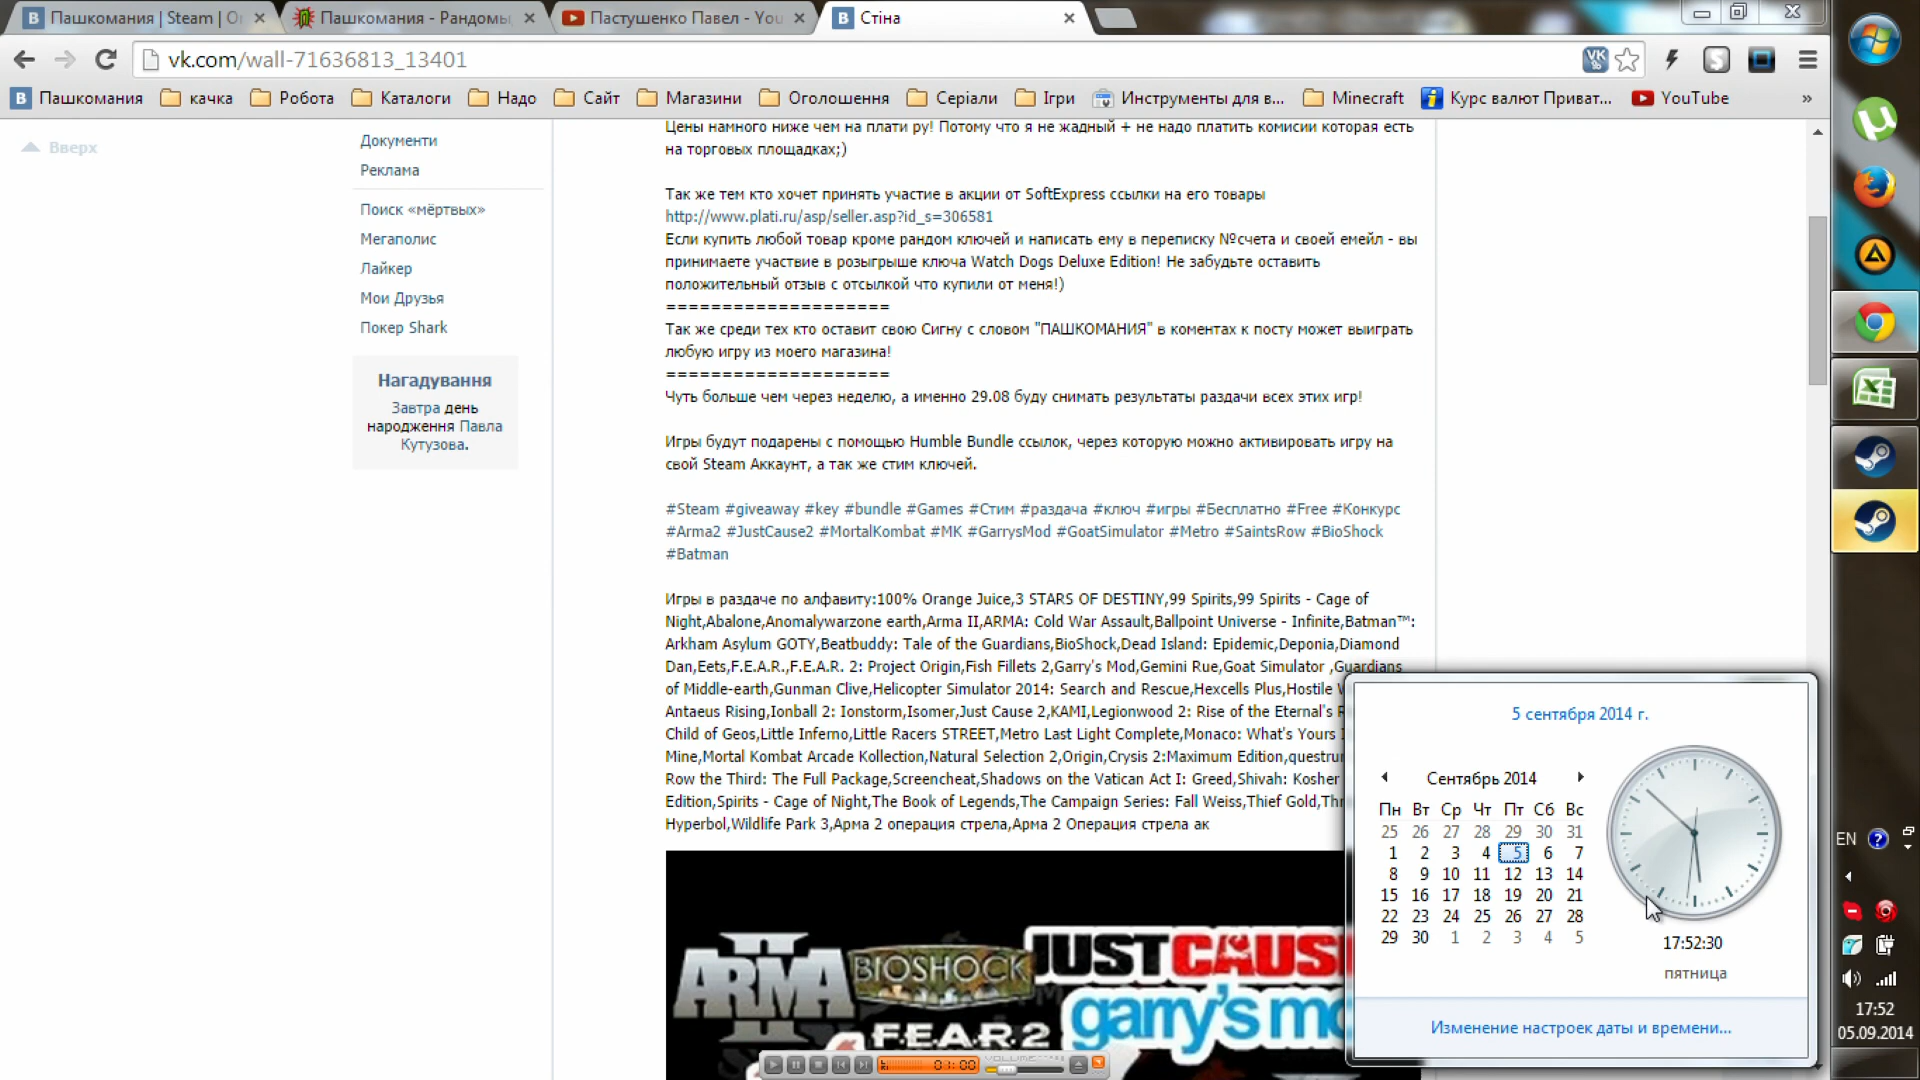 Пашкомания | Steam | О
Пашкомания - Рандомы
Пастушенко Павел - You
Стіна
vk.com/wall-71636813_13401
Пашкомания качка Робота Каталоги Надо Сайт Магазини Оголошення Серіали Ігри Инструменты для в... Minecraft Курс валют Приват... YouTube »
Вверх
Документи
Реклама
Поиск «мёртвых»
Мегаполис
Лайкер
Мои Друзья
Покер Shark
Нагадування
Завтра день
народження Павла
Кутузова.
Цены намного ниже чем на плати ру! Потому что я не жадный + не надо платить комисии которая есть
на торговых площадках;)
Так же тем кто хочет принять участие в акции от SoftExpress ссылки на его товары
http://www.plati.ru/asp/seller.asp?id_s=306581
Если купить любой товар кроме рандом ключей и написать ему в переписку №счета и своей емейл - вы
принимаете участие в розыгрыше ключа Watch Dogs Deluxe Edition! Не забудьте оставить
положительный отзыв с отсылкой что купили от меня!)
====================
Так же среди тех кто оставит свою Сигну с словом "ПАШКОМАНИЯ" в коментах к посту может выиграть
любую игру из моего магазина!
====================
Чуть больше чем через неделю, а именно 29.08 буду снимать результаты раздачи всех этих игр!
Игры будут подарены с помощью Humble Bundle ссылок, через которую можно активировать игру на
свой Steam Аккаунт, а так же стим ключей.
#Steam #giveaway #key #bundle #Games #Стим #раздача #ключ #игры #Бесплатно #Free #Конкурс
#Arma2 #JustCause2 #MortalKombat #MK #GarrysMod #GoatSimulator #Metro #SaintsRow #BioShock
#Batman
Игры в раздаче по алфавиту:100% Orange Juice,3 STARS OF DESTINY,99 Spirits,99 Spirits - Cage of
Night,Abalone,Anomalywarzone earth,Arma II,ARMA: Cold War Assault,Ballpoint Universe - Infinite,Batman™:
Arkham Asylum GOTY,Beatbuddy: Tale of the Guardians,BioShock,Dead Island: Epidemic,Deponia,Diamond
Dan,Eets,F.E.A.R.,F.E.A.R. 2: Project Origin,Fish Fillets 2,Garry's Mod,Gemini Rue,Goat Simulator ,Guardians
of Middle-earth,Gunman Clive,Helicopter Simulator 2014: Search and Rescue,Hexcells Plus,Hostile
Antaeus Rising,Ionball 2: Ionstorm,Isomer,Just Cause 2,KAMI,Legionwood 2: Rise of the Eternal's
Child of Geos,Little Inferno,Little Racers STREET,Metro Last Light Complete,Monaco: What's Yours
Mine,Mortal Kombat Arcade Kollection,Natural Selection 2,Origin,Crysis 2:Maximum Edition,questrun
Row the Third: The Full Package,Screencheat,Shadows on the Vatican Act I: Greed,Shivah: Kosher
Edition,Spirits - Cage of Night,The Book of Legends,The Campaign Series: Fall Weiss,Thief Gold,Thr
Hyperbol,Wildlife Park 3,Арма 2 операция стрела,Арма 2 Операция стрела ак
ARMA II
BIOSHOCK
JUST CAUS
F.E.A.R.2
garry's mo
5 сентября 2014 г.
Сентябрь 2014
Пн Вт Ср Чт Пт Сб Вс
25 26 27 28 29 30 31
1 2 3 4 5 6 7
8 9 10 11 12 13 14
15 16 17 18 19 20 21
22 23 24 25 26 27 28
29 30 1 2 3 4 5
17:52:30
пятница
Изменение настроек даты и времени...
EN
17:52
05.09.2014